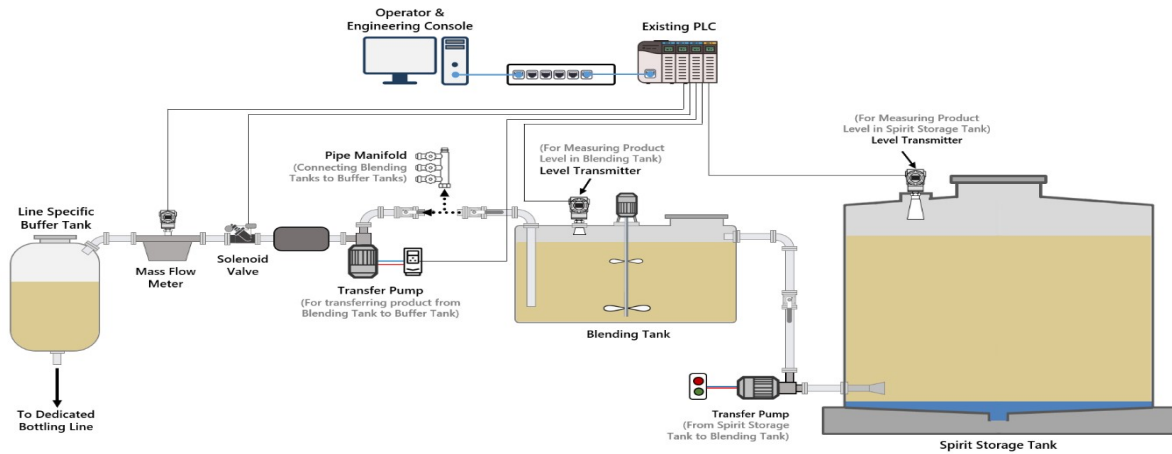 Operator &
Engineering Console
Existing PLC
(For Measuring Product
Level in Spirit Storage Tank)
Level Transmitter
(For Measuring Product
Level in Blending Tank)
Level Transmitter
Pipe Manifold
(Connecting Blending
Tanks to Buffer Tanks)
Line Specific
Buffer Tank
Mass Flow
Meter
Solenoid
Valve
Transfer Pump
(For transferring product from
Blending Tank to Buffer Tank)
Blending Tank
To Dedicated
Bottling Line
Transfer Pump
(From Spirit Storage
Tank to Blending Tank)
Spirit Storage Tank